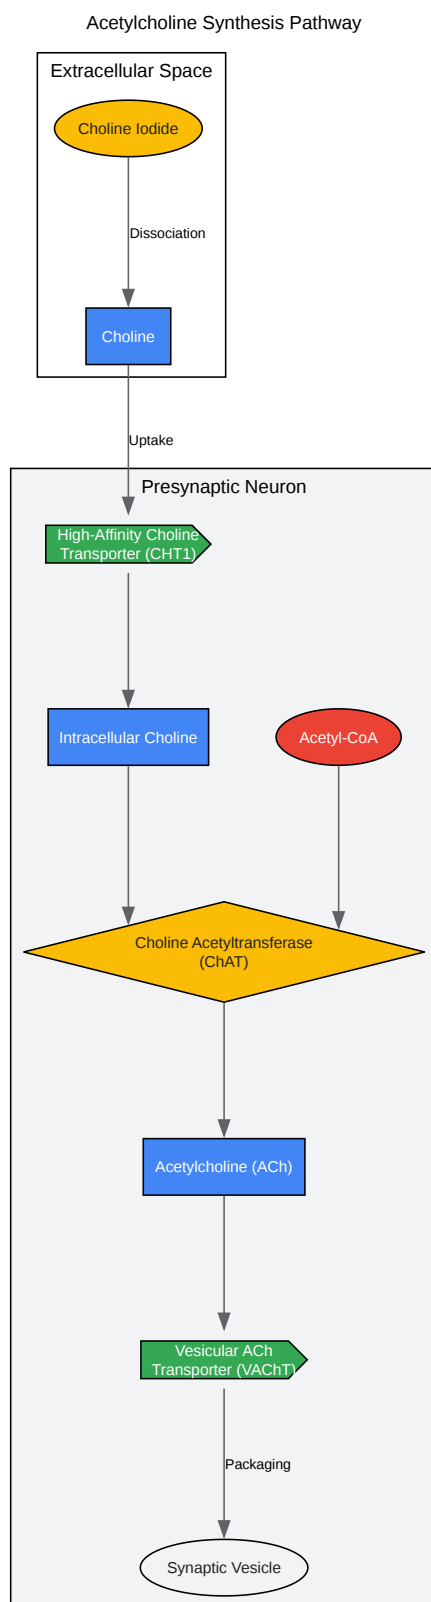 Acetylcholine Synthesis Pathway
Extracellular Space
Choline Iodide
Dissociation
Choline
Uptake
Presynaptic Neuron
High-Affinity Choline
Transporter (CHT1)
Intracellular Choline
Acetyl-CoA
Choline Acetyltransferase
(ChAT)
Acetylcholine (ACh)
Vesicular ACh
Transporter (VAChT)
Packaging
Synaptic Vesicle